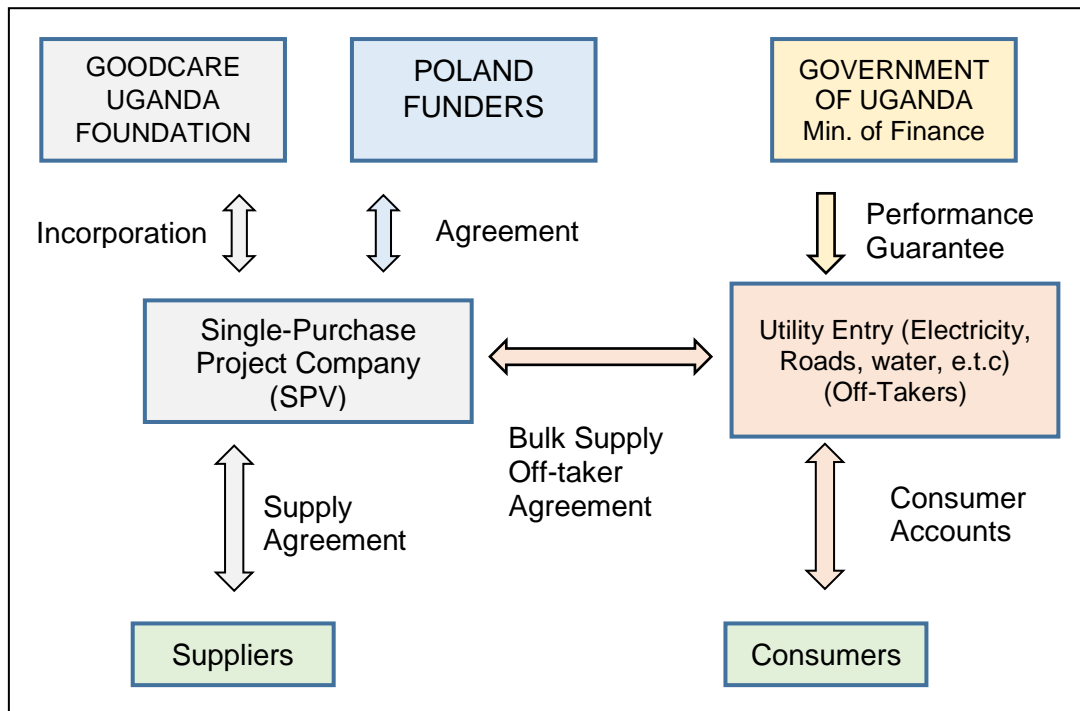 GOODCARE
UGANDA
FOUNDATION
POLAND
FUNDERS
GOVERNMENT
OF UGANDA
Min. of Finance
Incorporation
Agreement
Performance
Guarantee
Single-Purchase
Project Company
(SPV)
Utility Entry (Electricity,
Roads, water, e.t.c)
(Off-Takers)
Bulk Supply
Off-taker
Agreement
Supply
Agreement
Consumer
Accounts
Suppliers
Consumers